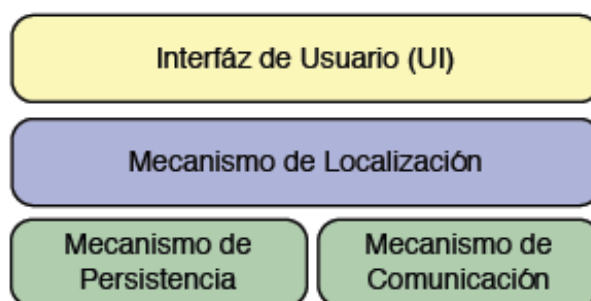 Interfáz de Usuario (UI)
Mecanismo de Localización
Mecanismo de
Persistencia
Mecanismo de
Comunicación